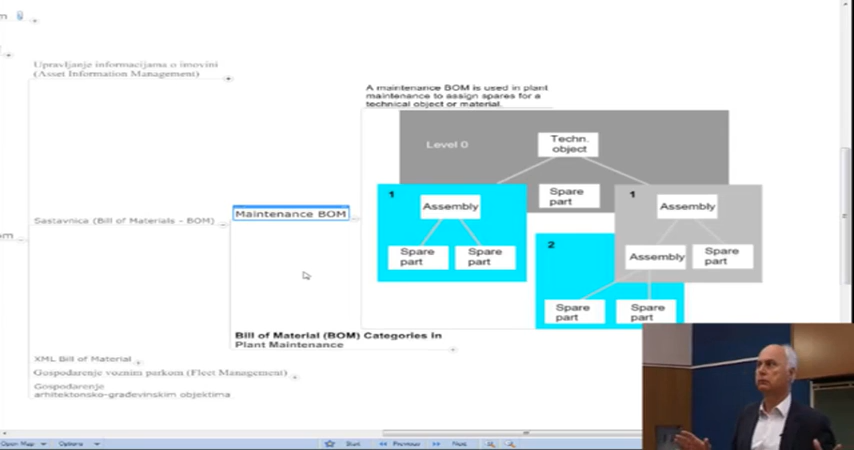 Upravljanje informacijama o imovini
(Asset Information Management)
A maintenance BOM is used in plant
maintenance to assign spares for a
technical object or material.
Level 0
Techn.
object
1
Assembly
Spare
part
1
Assembly
Sastavnica (Bill of Materials - BOM)
Maintenance BOM
Spare
part
Spare
part
2
Assembly
Spare
part
Spare
part
Spare
part
Bill of Material (BOM) Categories in
Plant Maintenance
XML Bill of Material
Gospodarenje voznim parkom (Fleet Management)
Gospodarenje
arhitektonsko-građevinskim objektima
Open Map
Options
Start
Previous
Next